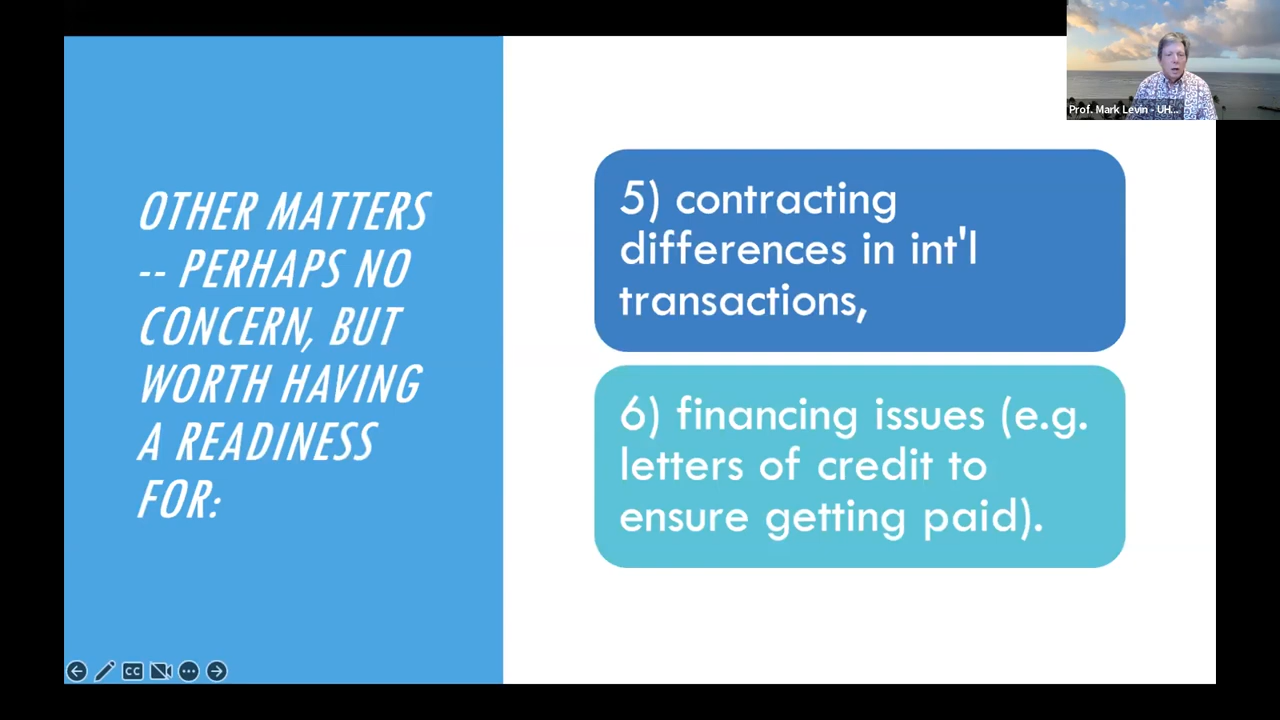 OTHER MATTERS
-- PERHAPS NO
CONCERN, BUT
WORTH HAVING
A READINESS
FOR:
5) contracting
differences in int'l
transactions,
6) financing issues (e.g.
letters of credit to
ensure getting paid).
Prof. Mark Levin - UH...
CC